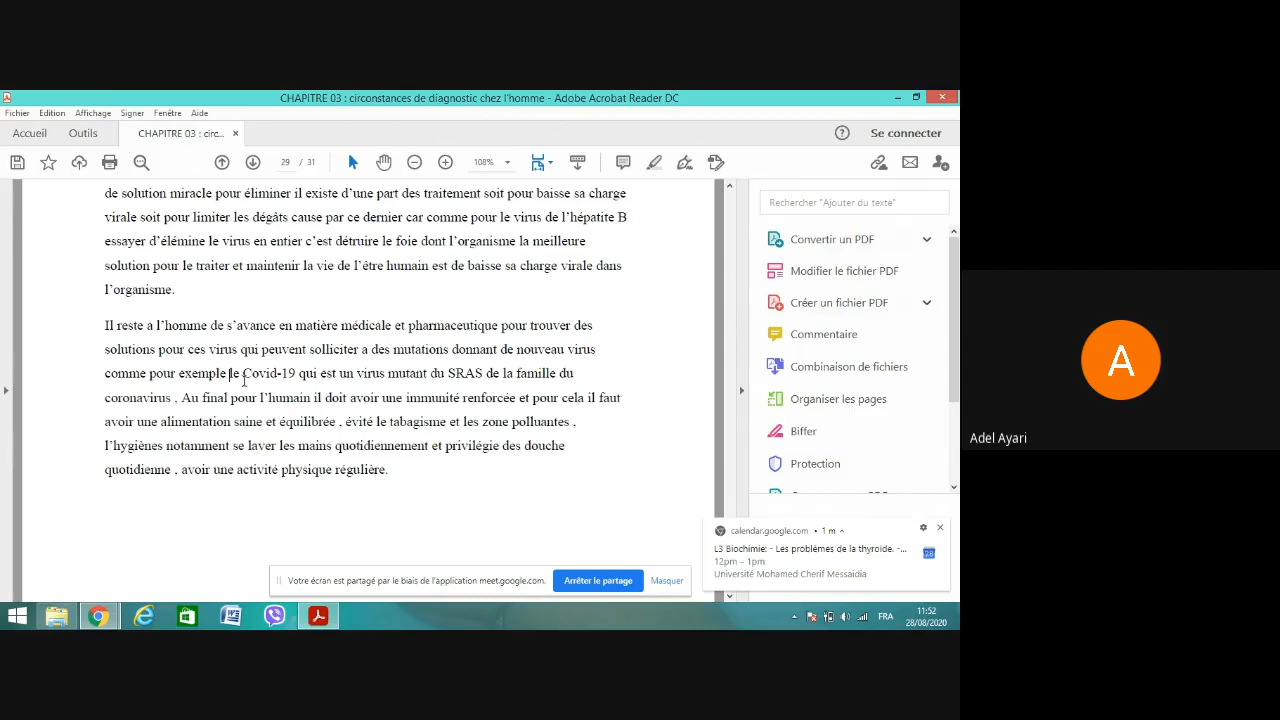 CHAPITRE 03 : circonstances de diagnostic chez l'homme - Adobe Acrobat Reader DC
Fichier Edition Affichage Signer Fenêtre Aide
Accueil Outils CHAPITRE 03 : circ... × Se connecter
29 / 31 108%
de solution miracle pour éliminer il existe d’une part des traitement soit pour baisse sa charge
virale soit pour limiter les dégâts cause par ce dernier car comme pour le virus de l’hépatite B
essayer d’élémine le virus en entier c’est détruire le foie dont l’organisme la meilleure
solution pour le traiter et maintenir la vie de l’être humain est de baisse sa charge virale dans
l’organisme.
Il reste a l’homme de s’avance en matière médicale et pharmaceutique pour trouver des
solutions pour ces virus qui peuvent solliciter a des mutations donnant de nouveau virus
comme pour exemple le Covid-19 qui est un virus mutant du SRAS de la famille du
coronavirus , Au final pour l’humain il doit avoir une immunité renforcée et pour cela il faut
avoir une alimentation saine et équilibrée , évité le tabagisme et les zone polluantes ,
l’hygiènes notamment se laver les mains quotidiennement et privilégie des douche
quotidienne , avoir une activité physique régulière.
Rechercher "Ajouter du texte"
Convertir un PDF
Modifier le fichier PDF
Créer un fichier PDF
Commentaire
Combinaison de fichiers
Organiser les pages
Biffer
Protection
calendar.google.com • 1 m
L3 Biochimie: - Les problèmes de la thyroïde. -...
12pm – 1pm
Université Mohamed Cherif Messaidia
28
Votre écran est partagé par le biais de l'application meet.google.com. Arrêter le partage Masquer
FRA
11:52
28/08/2020
A
Adel Ayari